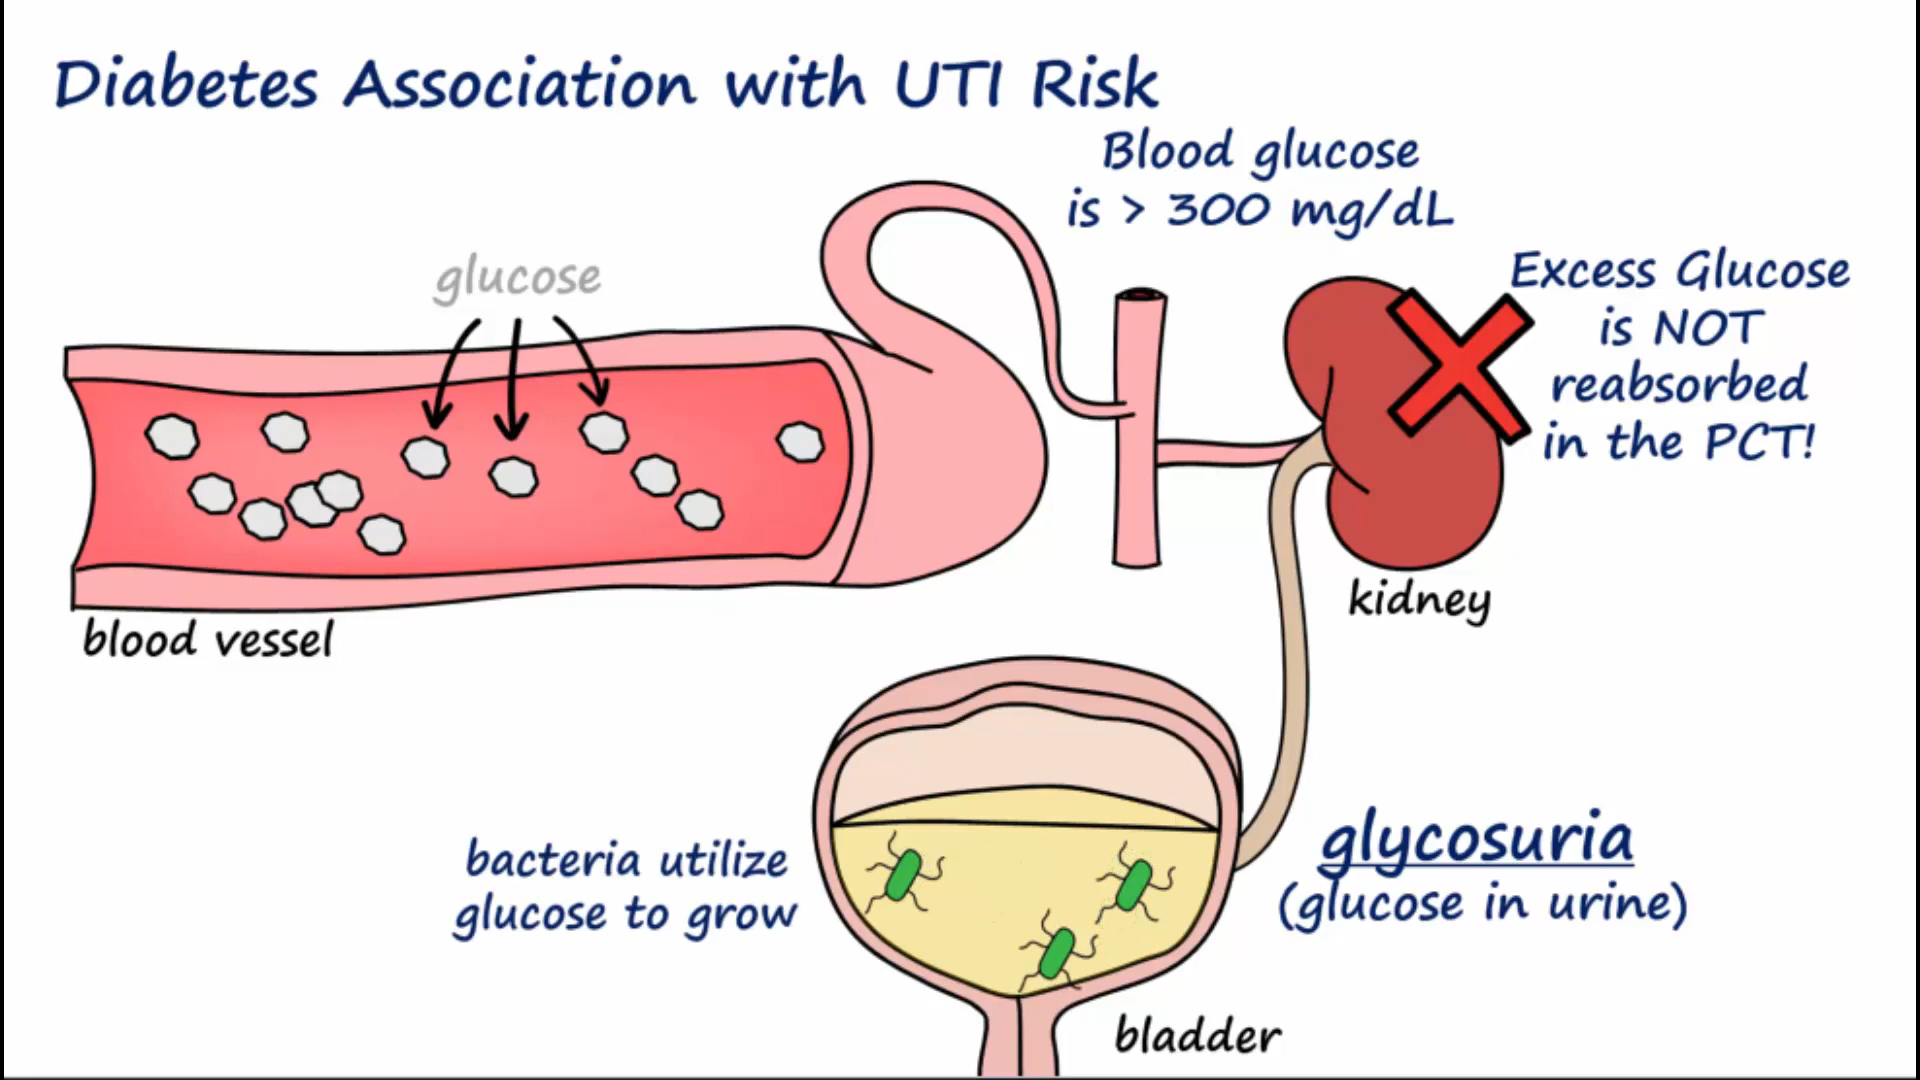 Diabetes Association with UTI Risk
Blood glucose
is > 300 mg/dL
glucose
Excess Glucose
is NOT
reabsorbed
in the PCT!
kidney
blood vessel
bacteria utilize
glucose to grow
glycosuria
(glucose in urine)
bladder